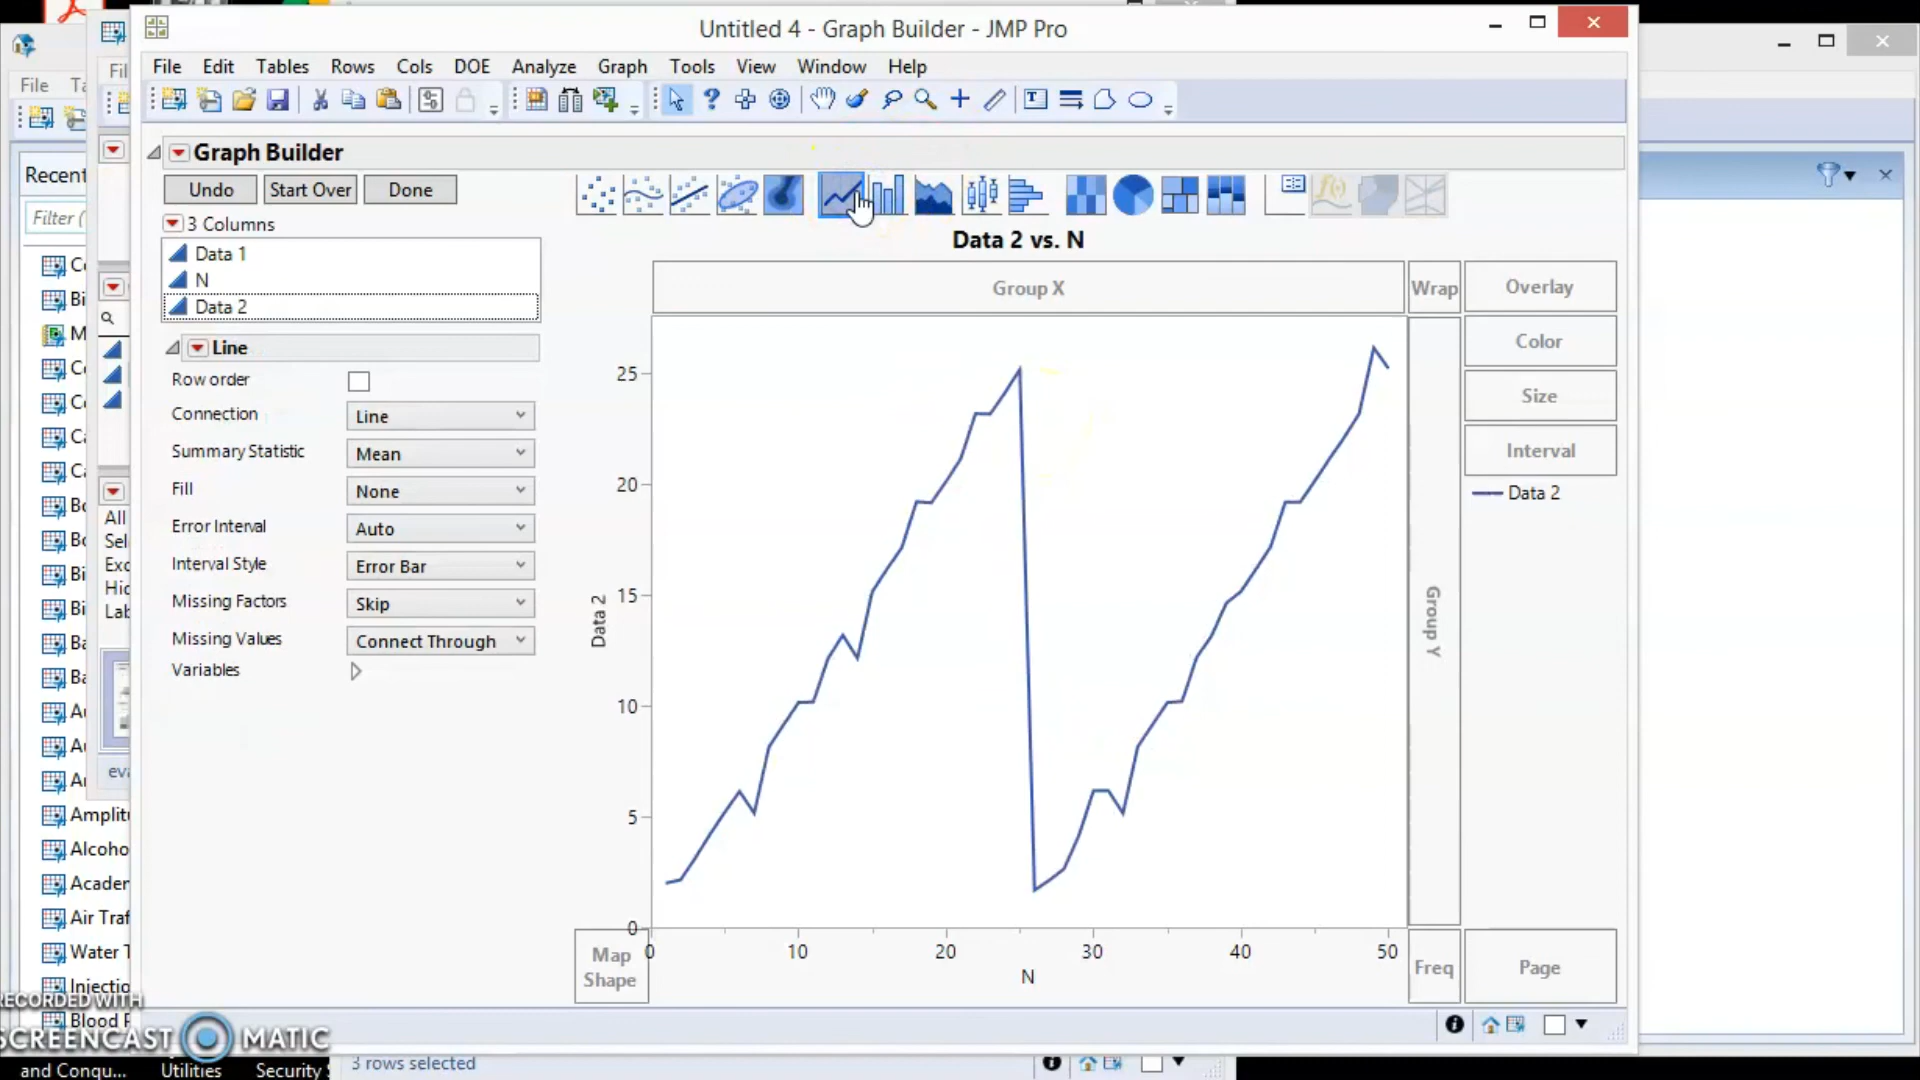 Untitled 4 - Graph Builder - JMP Pro
File Edit Tables Rows Cols DOE Analyze Graph Tools View Window Help
File
Recent
Filter (
Graph Builder
Undo Start Over Done
3 Columns
Data 1
N
Data 2
Line
Row order
Connection Line
Summary Statistic Mean
Fill None
Error Interval Auto
Interval Style Error Bar
Missing Factors Skip
Missing Values Connect Through
Variables
Data 2 vs. N
Group X
Wrap
Overlay
Color
Size
Interval
Data 2
Group Y
Data 2
25
20
15
10
5
0
0 10 20 30 40 50
N
Map
Shape
Freq
Page
All
Sel
Exc
Hid
Lab
Amplitu
Alcoho
Academ
Air Traf
Water T
Injectio
Blood P
RECORDED WITH
SCREENCAST MATIC
3 rows selected
and Conqu... Utilities Security